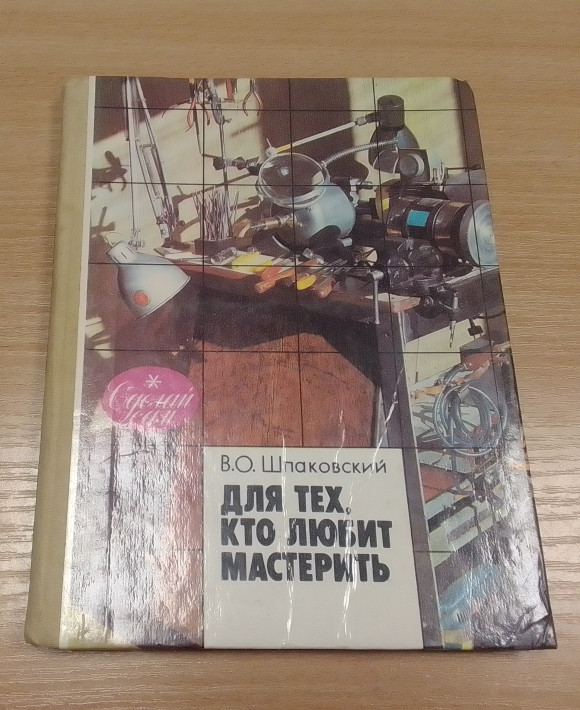 * Сделай
сам
В.О. Шпаковский
ДЛЯ ТЕХ,
КТО ЛЮБИТ
МАСТЕРИТЬ